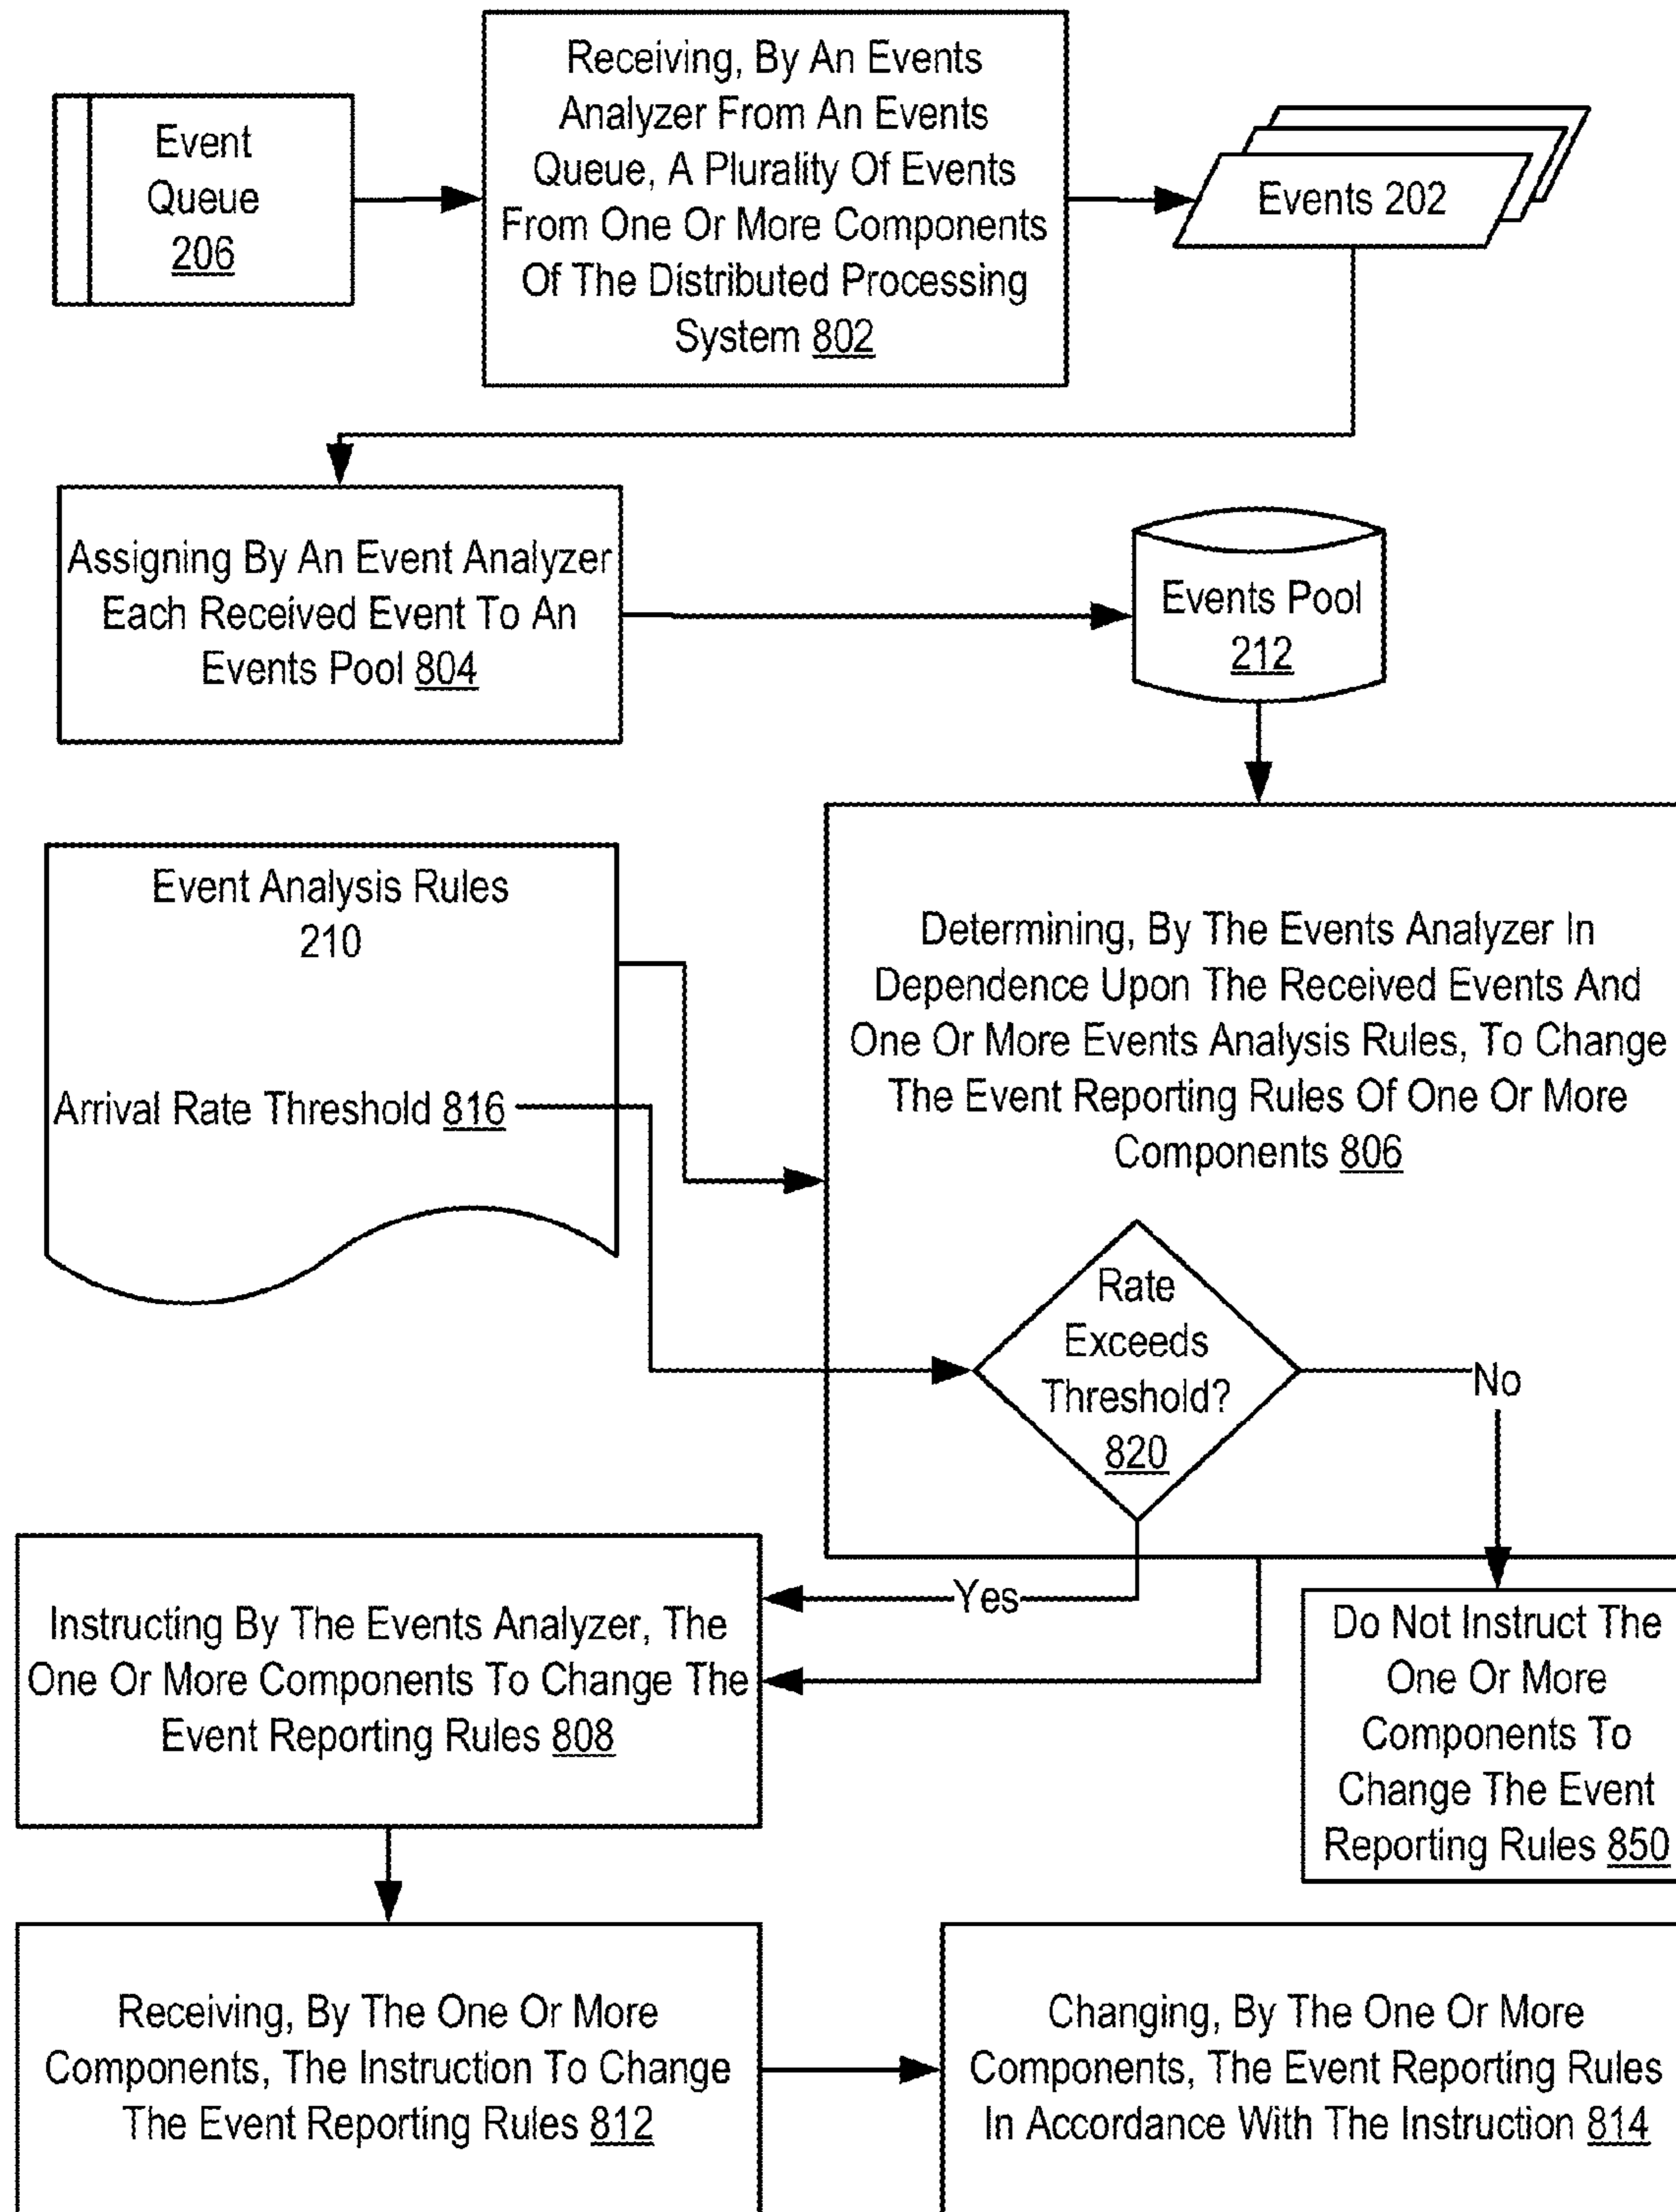 Event
Queue
206
Receiving, By An Events
Analyzer From An Events
Queue, A Plurality Of Events
From One Or More Components
Of The Distributed Processing
System 802
Events 202
Assigning By An Event Analyzer
Each Received Event To An
Events Pool 804
Events Pool
212
Event Analysis Rules
210
Arrival Rate Threshold 816
Determining, By The Events Analyzer In
Dependence Upon The Received Events And
One Or More Events Analysis Rules, To Change
The Event Reporting Rules Of One Or More
Components 806
Rate
Exceeds
Threshold?
820
No
Yes
Instructing By The Events Analyzer, The
One Or More Components To Change The
Event Reporting Rules 808
Do Not Instruct The
One Or More
Components To
Change The Event
Reporting Rules 850
Receiving, By The One Or More
Components, The Instruction To Change
The Event Reporting Rules 812
Changing, By The One Or More
Components, The Event Reporting Rules
In Accordance With The Instruction 814